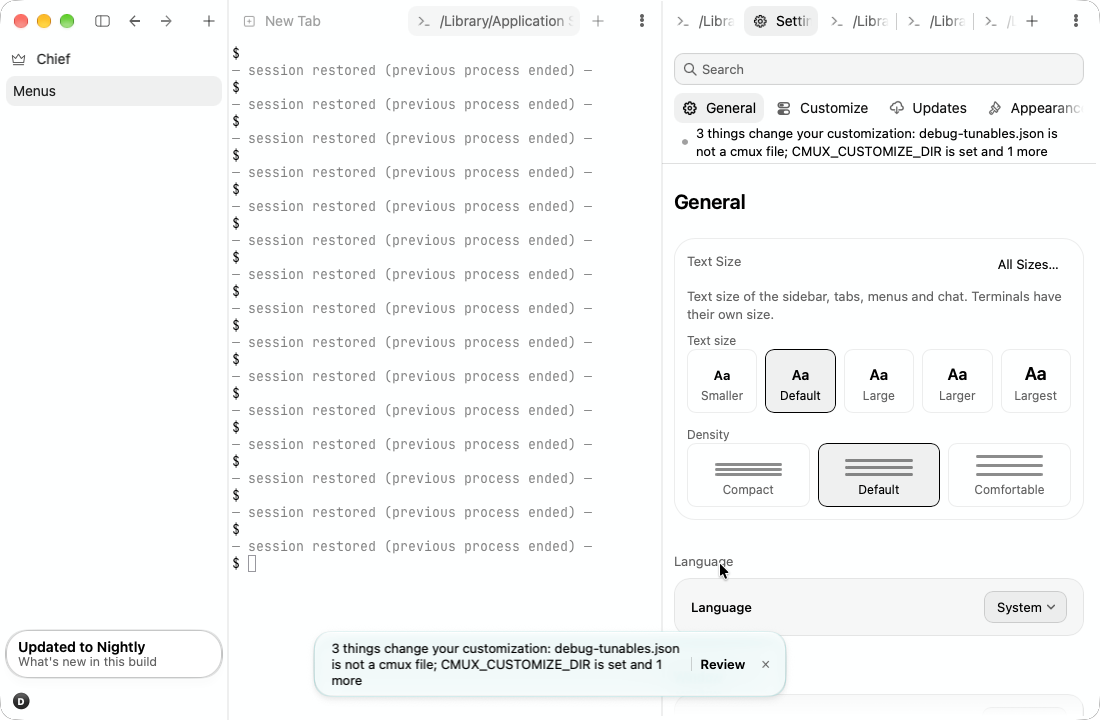 New Tab
/Library/Application S
/Libra
Settin
/Libra
/Libra
Chief
Menus
$
— session restored (previous process ended) —
$
— session restored (previous process ended) —
$
— session restored (previous process ended) —
$
— session restored (previous process ended) —
$
— session restored (previous process ended) —
$
— session restored (previous process ended) —
$
— session restored (previous process ended) —
$
— session restored (previous process ended) —
$
— session restored (previous process ended) —
$
— session restored (previous process ended) —
$
— session restored (previous process ended) —
$
— session restored (previous process ended) —
$
— session restored (previous process ended) —
$
— session restored (previous process ended) —
$
— session restored (previous process ended) —
$
Search
General
Customize
Updates
Appearanc
3 things change your customization: debug-tunables.json is
not a cmux file; CMUX_CUSTOMIZE_DIR is set and 1 more
General
Text Size
All Sizes...
Text size of the sidebar, tabs, menus and chat. Terminals have
their own size.
Text size
Aa
Aa
Aa
Aa
Aa
Smaller
Default
Large
Larger
Largest
Density
Compact
Default
Comfortable
Language
Language
System
Updated to Nightly
What's new in this build
D
3 things change your customization: debug-tunables.json
is not a cmux file; CMUX_CUSTOMIZE_DIR is set and 1
more
Review